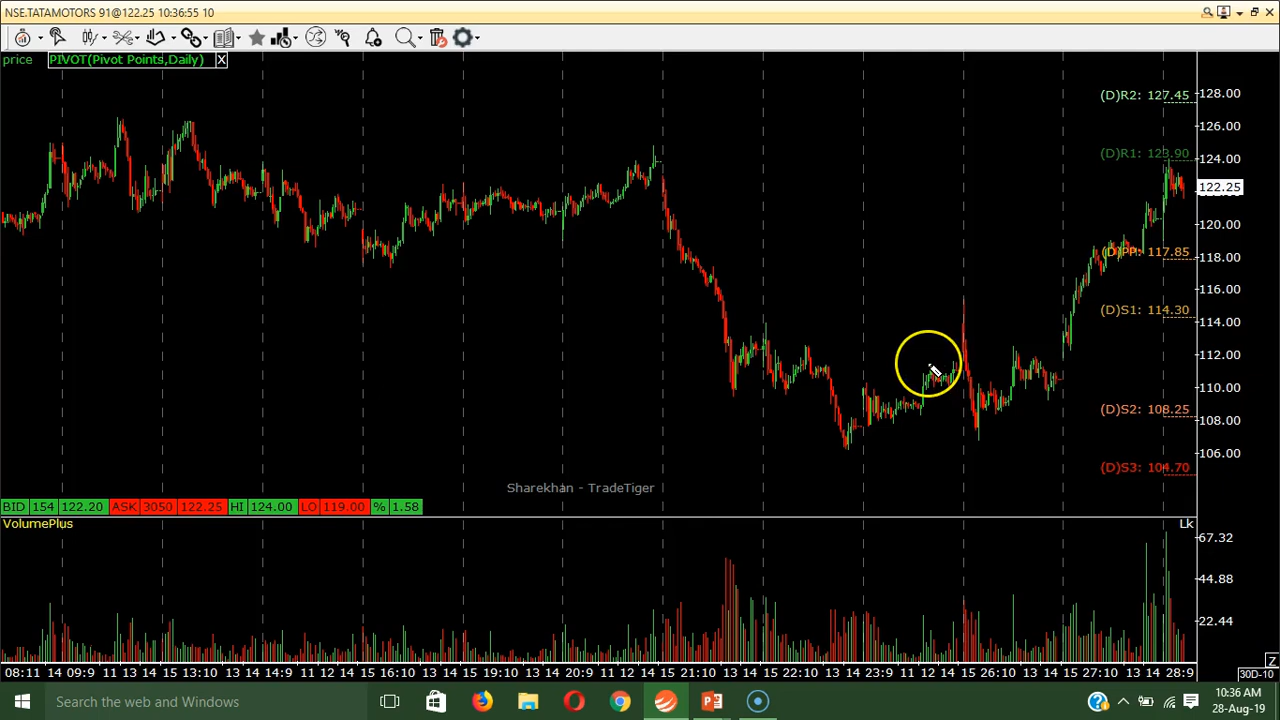 NSE.TATAMOTORS 91@122.25 10:36:55 10
price PIVOT(Pivot Points,Daily) X
(D)R2: 127.45
128.00
126.00
(D)R1: 123.90
124.00
122.25
120.00
(D)PP: 117.85
118.00
116.00
(D)S1: 114.30
114.00
112.00
110.00
(D)S2: 108.25
108.00
106.00
(D)S3: 104.70
Sharekhan - TradeTiger
BID 154 122.20 ASK 3050 122.25 HI 124.00 LO 119.00 % 1.58
VolumePlus
Lk
67.32
44.88
22.44
Z
08:11 14 09:9 11 13 14 15 13:10 13 14 14:9 11 12 14 15 16:10 13 14 15 19:10 13 14 15 20:9 11 12 14 15 21:10 13 14 15 22:10 13 14 23:9 11 12 14 15 26:10 13 14 15 27:10 13 14 28:9
30D-10
Search the web and Windows
10:36 AM
28-Aug-19